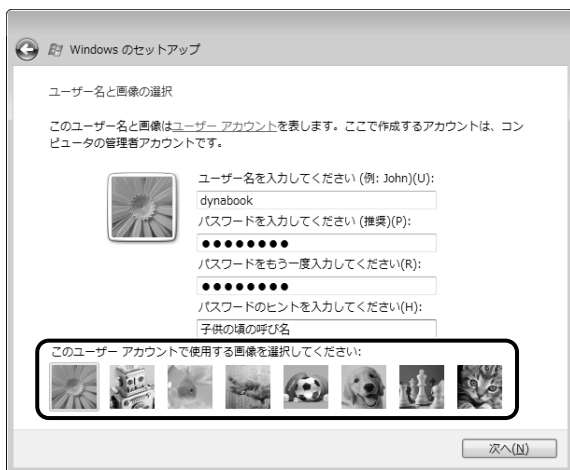 Windows のセットアップ
ユーザー名と画像の選択
このユーザー名と画像はユーザー アカウントを表します。ここで作成するアカウントは、コン
ピュータの管理者アカウントです。
ユーザー名を入力してください (例: John)(U):
dynabook
パスワードを入力してください (推奨)(P):
●●●●●●●●
パスワードをもう一度入力してください(R):
●●●●●●●●
パスワードのヒントを入力してください(H):
子供の頃の呼び名
このユーザー アカウントで使用する画像を選択してください:
次へ(N)